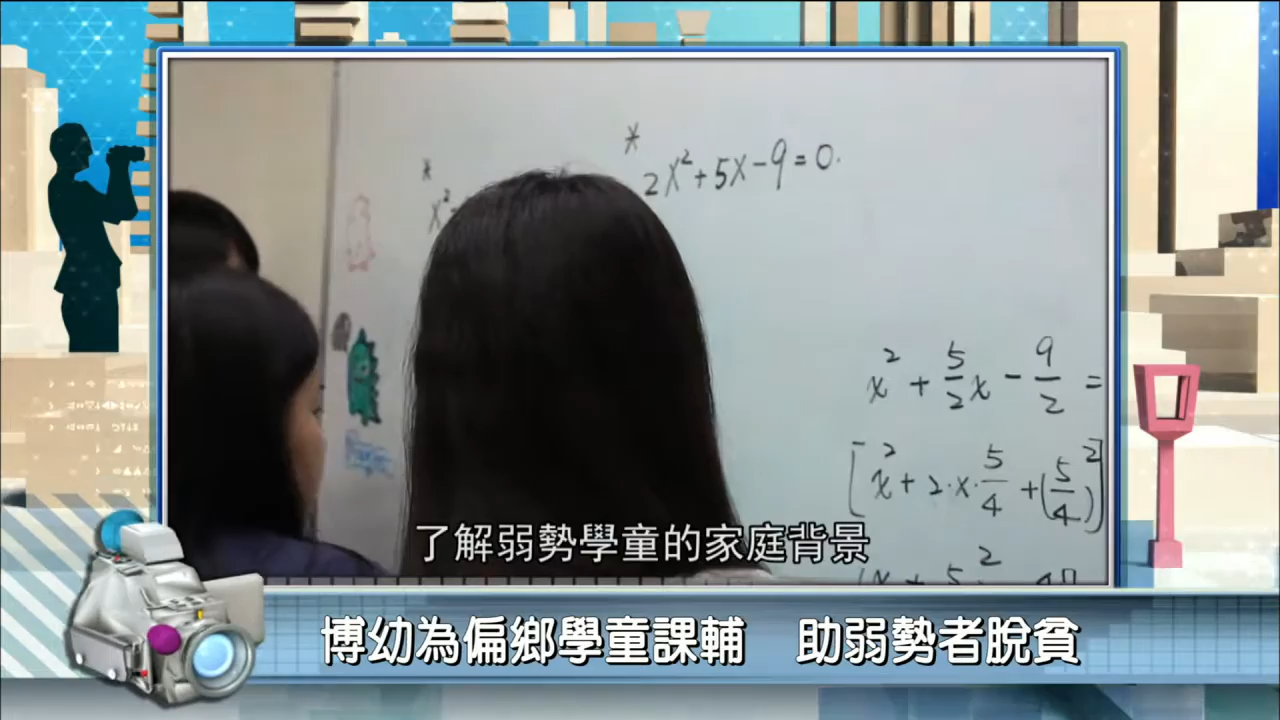 *
*
2x²+5x-9=0.
x²
x² + 5/2 x - 9/2 =
[x² + 2·x·5/4 + (5/4)²]
了解弱勢學童的家庭背景
博幼為偏鄉學童課輔 助弱勢者脫貧